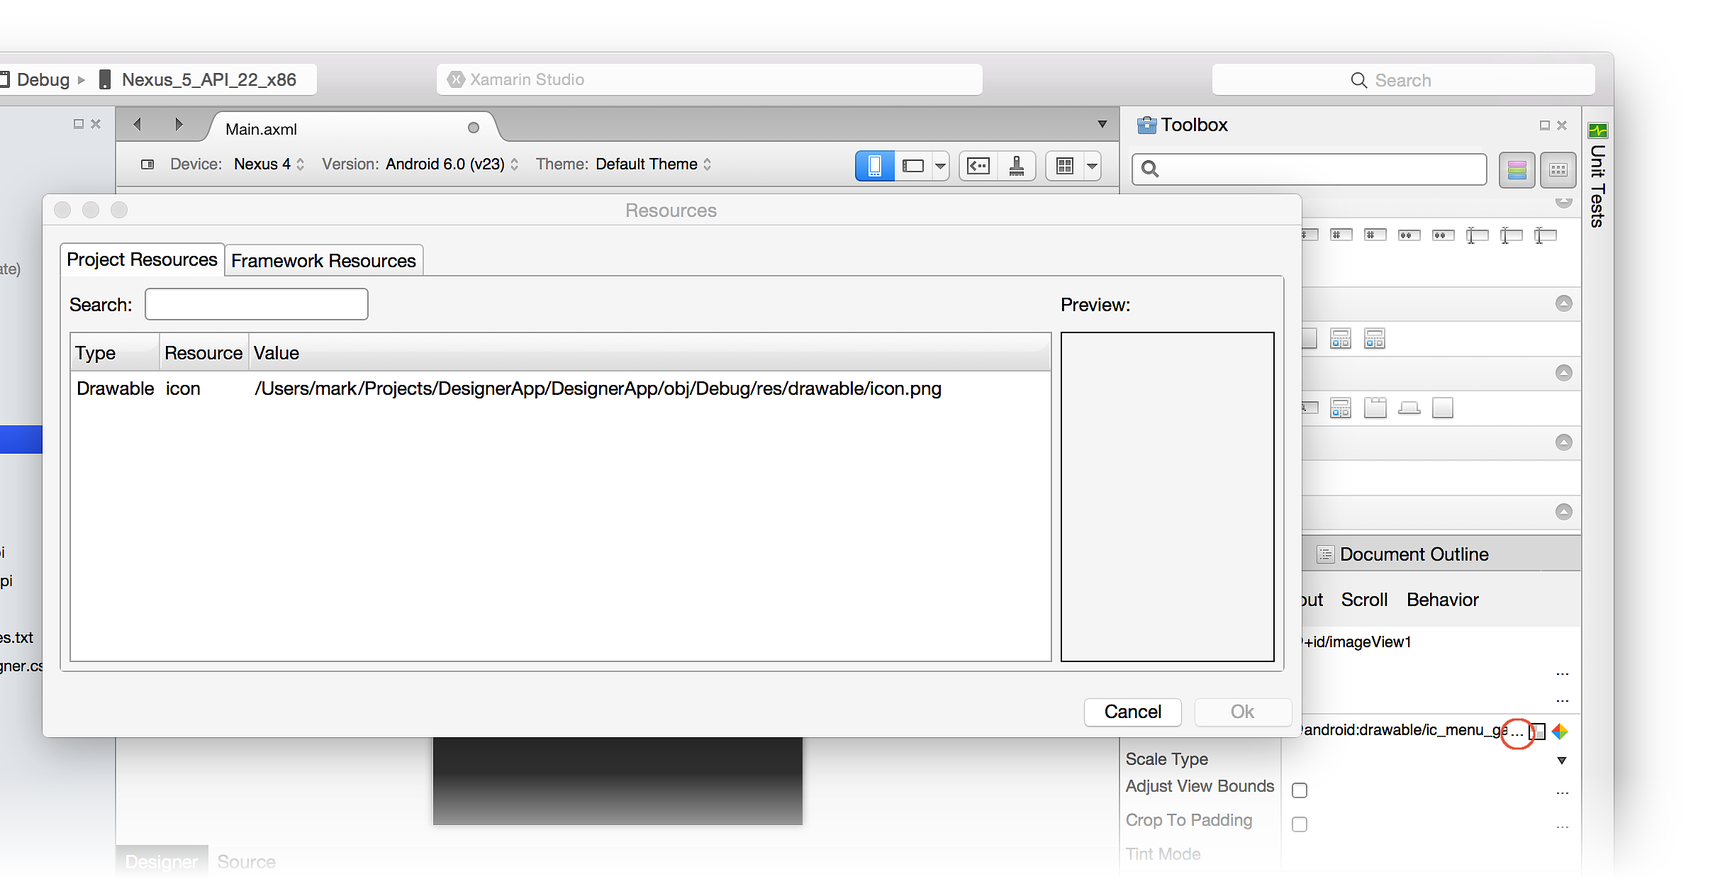 Debug
Nexus_5_API_22_x86
Xamarin Studio
Search
Main.axml
Toolbox
Device: Nexus 4
Version: Android 6.0 (v23)
Theme: Default Theme
Unit Tests
Resources
ate)
Project Resources
Framework Resources
Search:
Preview:
Type Resource Value
Drawable icon /Users/mark/Projects/DesignerApp/DesignerApp/obj/Debug/res/drawable/icon.png
Document Outline
pi
out Scroll Behavior
es.txt
+id/imageView1
gner.cs
...
...
Cancel
Ok
android:drawable/ic_menu_ga ...
Scale Type
Adjust View Bounds
...
Crop To Padding
...
Tint Mode
Designer
Source